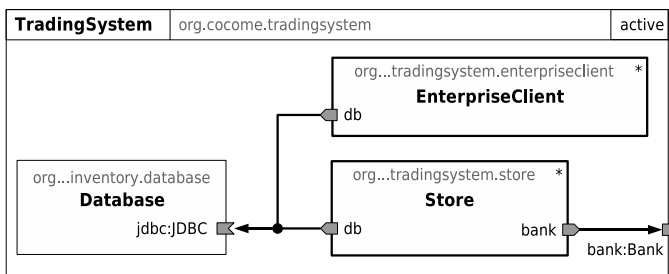 TradingSystem org.cocome.tradingsystem active
org...tradingsystem.enterpriseclient *
EnterpriseClient
db
org...inventory.database
Database
jdbc:JDBC
org...tradingsystem.store *
Store
db
bank
bank:Bank